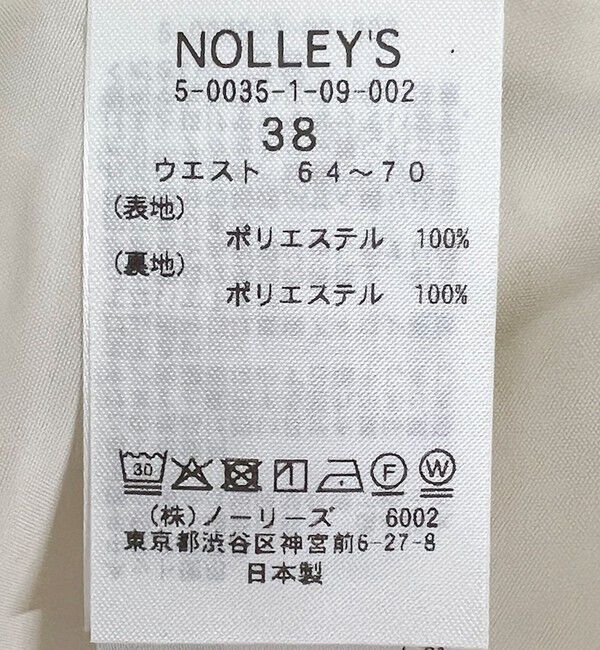 NOLLEY'S
5-0035-1-09-002
38
ウエスト 64～70
(表地)
ポリエステル 100%
(裏地)
ポリエステル 100%
30 F W
(株)ノーリーズ 6002
東京都渋谷区神宮前6-27-8
日本製